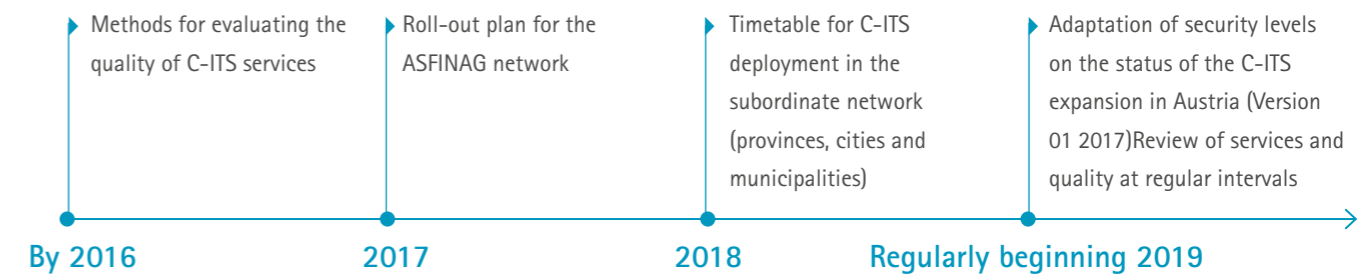 Methods for evaluating the
quality of C-ITS services
Roll-out plan for the
ASFINAG network
Timetable for C-ITS
deployment in the
subordinate network
(provinces, cities and
municipalities)
Adaptation of security levels
on the status of the C-ITS
expansion in Austria (Version
01 2017)Review of services and
quality at regular intervals
By 2016
2017
2018
Regularly beginning 2019